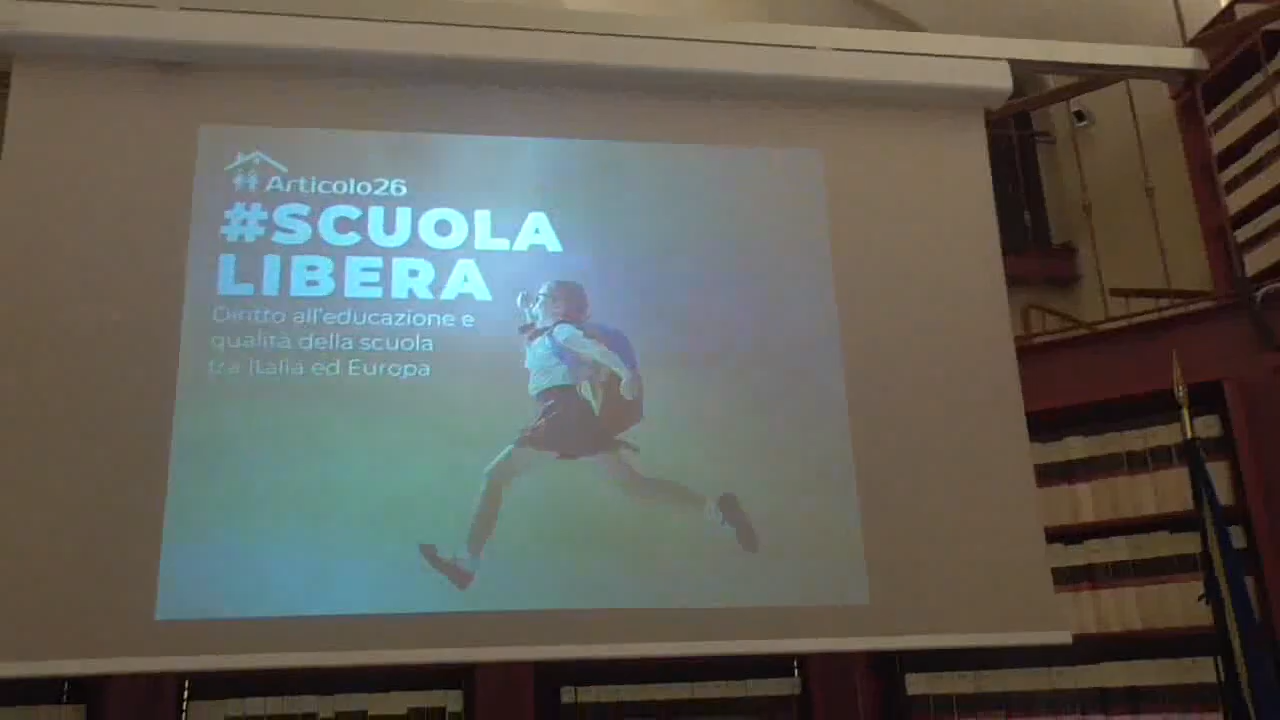 Articolo26
#SCUOLA
LIBERA
Diritto all'educazione e
qualità della scuola
tra Italia ed Europa